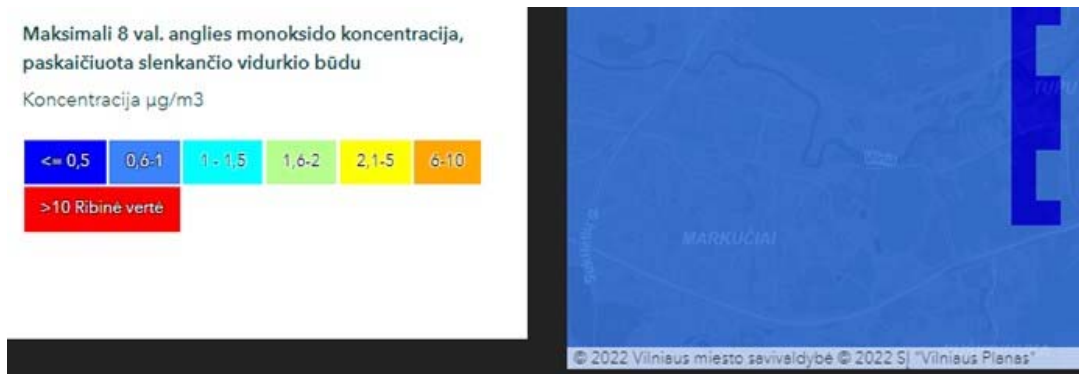 Maksimali 8 val. anglies monoksido koncentracija,
paskaičiuota slenkančio vidurkio būdu
Koncentracija µg/m3
<= 0,5 0,6-1 1 - 1,5 1,6-2 2,1-5 6-10
>10 Ribinė vertė
MARKUČIAI
© 2022 Vilniaus miesto savivaldybė © 2022 SĮ "Vilniaus Planas"